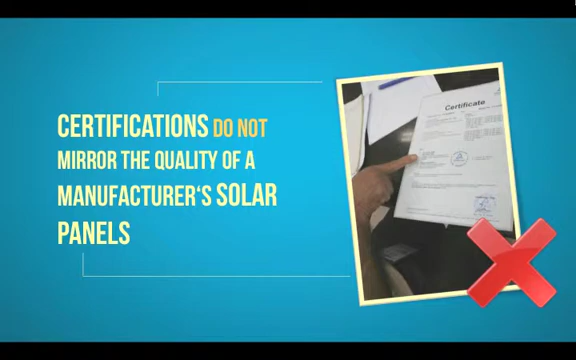 CERTIFICATIONS DO NOT
MIRROR THE QUALITY OF A
MANUFACTURER'S SOLAR
PANELS
Certificate